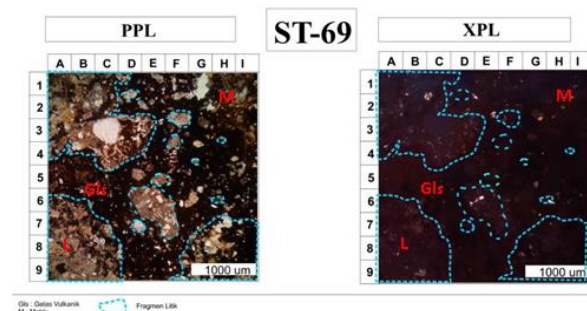 PPL
ST-69
XPL
A B C D E F G H I
A B C D E F G H I
1
2
3
4
5
6
7
8
9
M
Gls
L
1000 um
1
2
3
4
5
6
7
8
9
M
Gls
L
1000 um
Gls : Gelas Vulkanik
Fragmen Litik